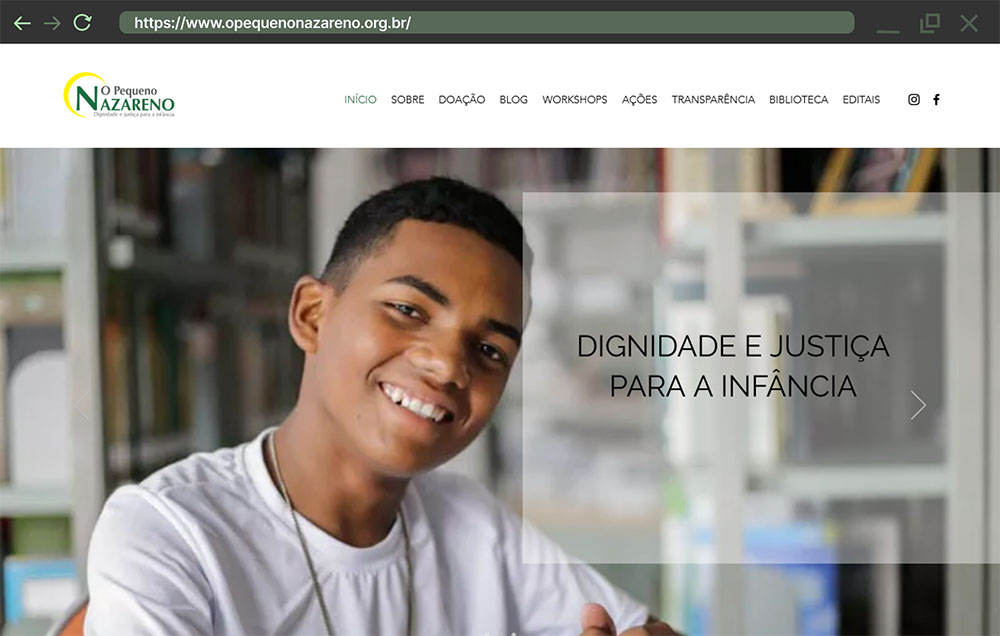 https://www.opequenonazareno.org.br/
O Pequeno
NAZARENO
Dignidade e justiça para a infância
INÍCIO SOBRE DOAÇÃO BLOG WORKSHOPS AÇÕES TRANSPARÊNCIA BIBLIOTECA EDITAIS
DIGNIDADE E JUSTIÇA
PARA A INFÂNCIA